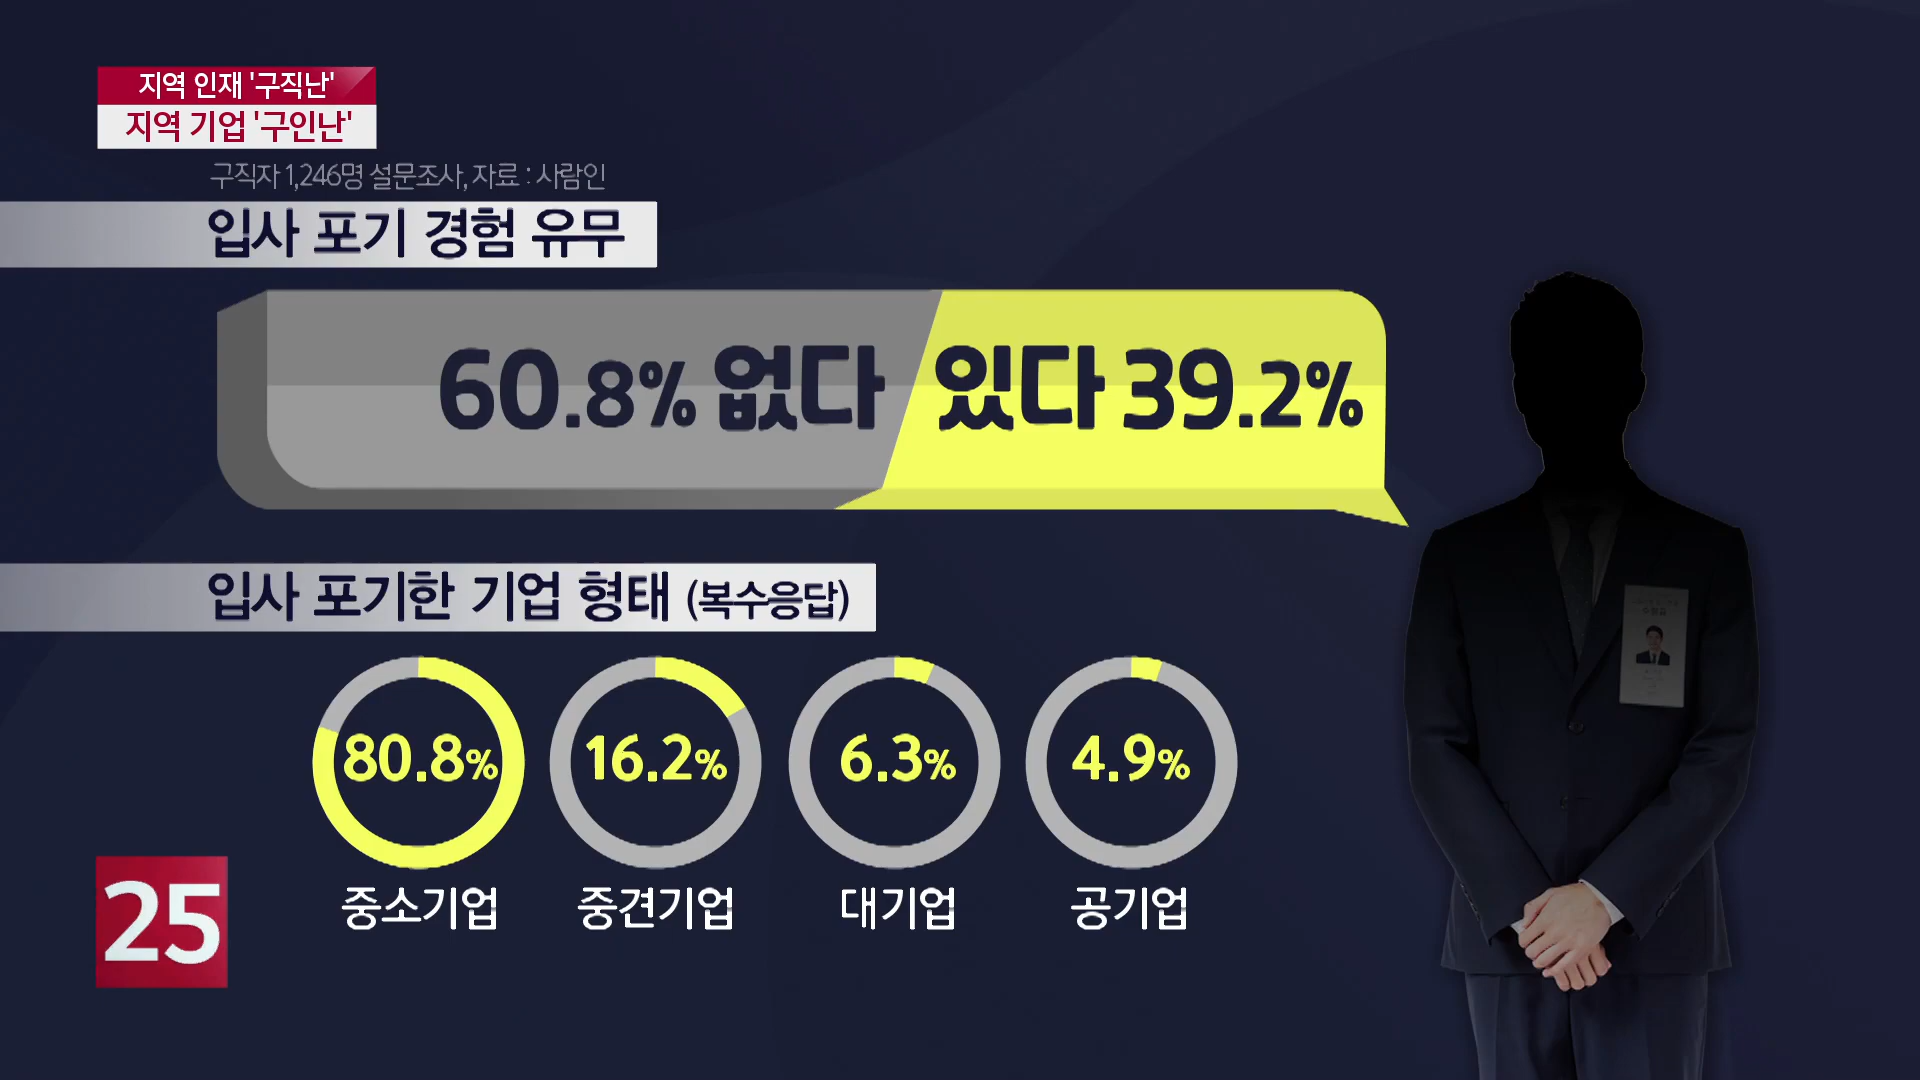 지역 인재 '구직난'
지역 기업 '구인난'
구직자 1,246명 설문조사, 자료 : 사람인
입사 포기 경험 유무
60.8% 없다 있다 39.2%
입사 포기한 기업 형태 (복수응답)
80.8% 16.2% 6.3% 4.9%
중소기업 중견기업 대기업 공기업
25